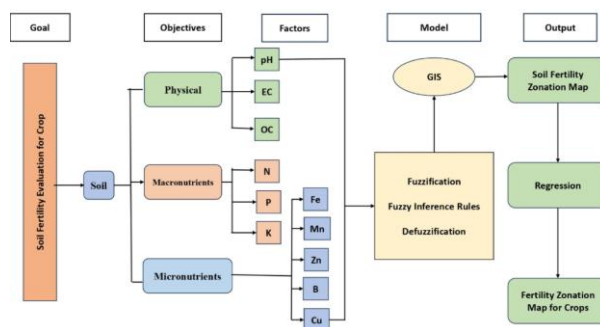 Goal
Objectives
Factors
Model
Output
Soil Fertility Evaluation for Crop
Soil
Physical
Macronutrients
Micronutrients
pH
EC
OC
N
P
K
Fe
Mn
Zn
B
Cu
GIS
Fuzzification
Fuzzy Inference Rules
Defuzzification
Soil Fertility
Zonation Map
Regression
Fertility Zonation
Map for Crops